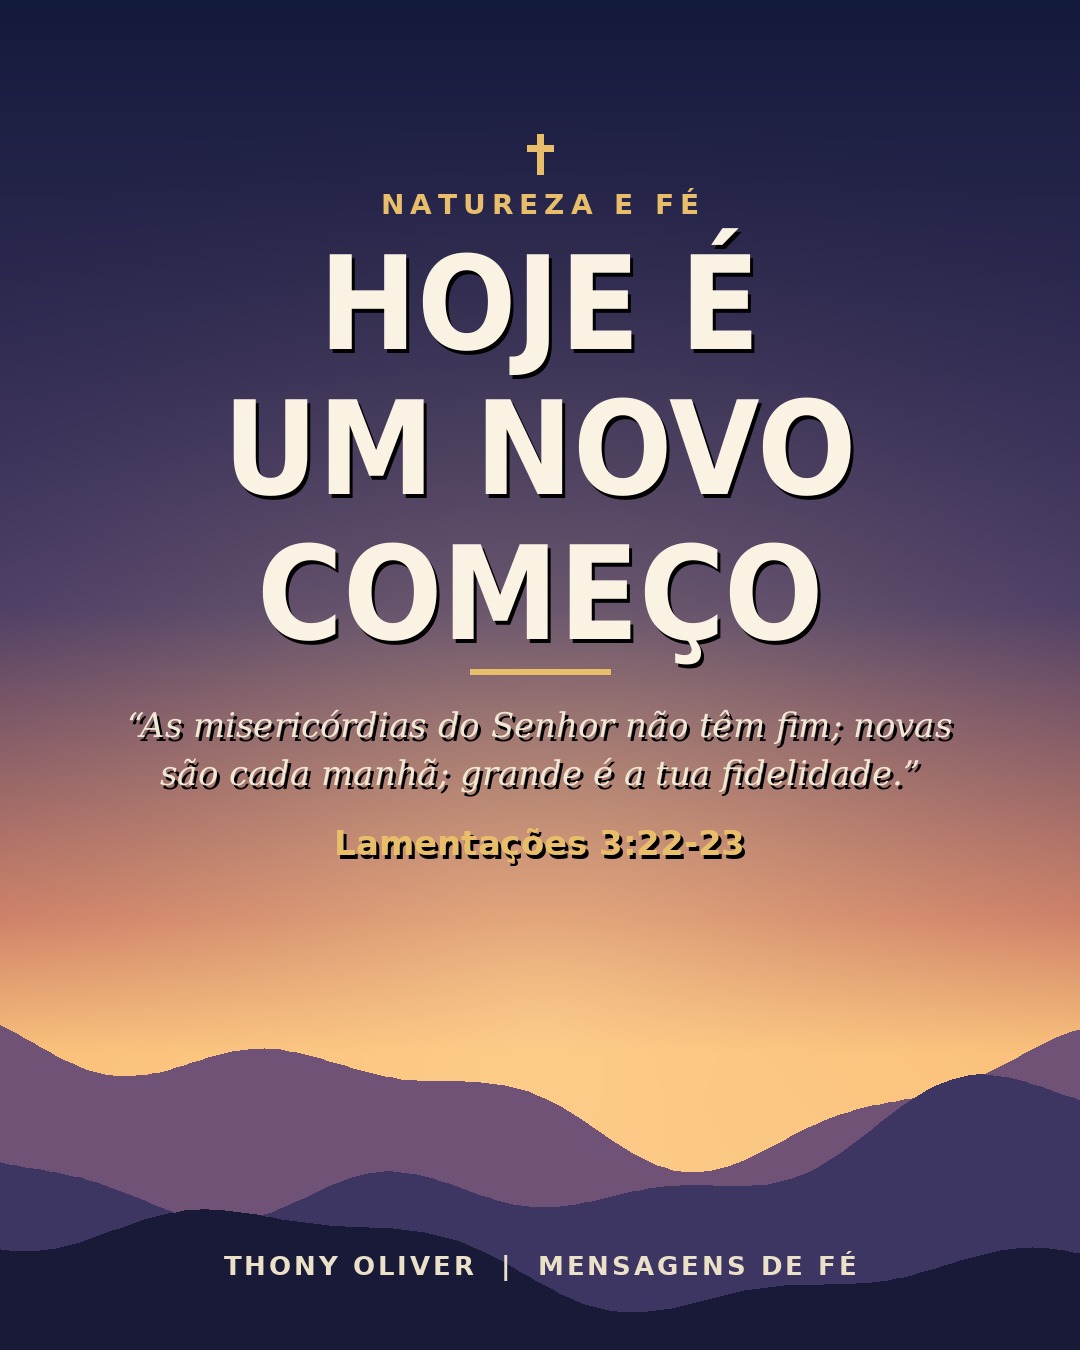 NATUREZA E FÉ
HOJE É
UM NOVO
COMEÇO
“As misericórdias do Senhor não têm fim; novas
são cada manhã; grande é a tua fidelidade.”
Lamentações 3:22-23
THONY OLIVER | MENSAGENS DE FÉ